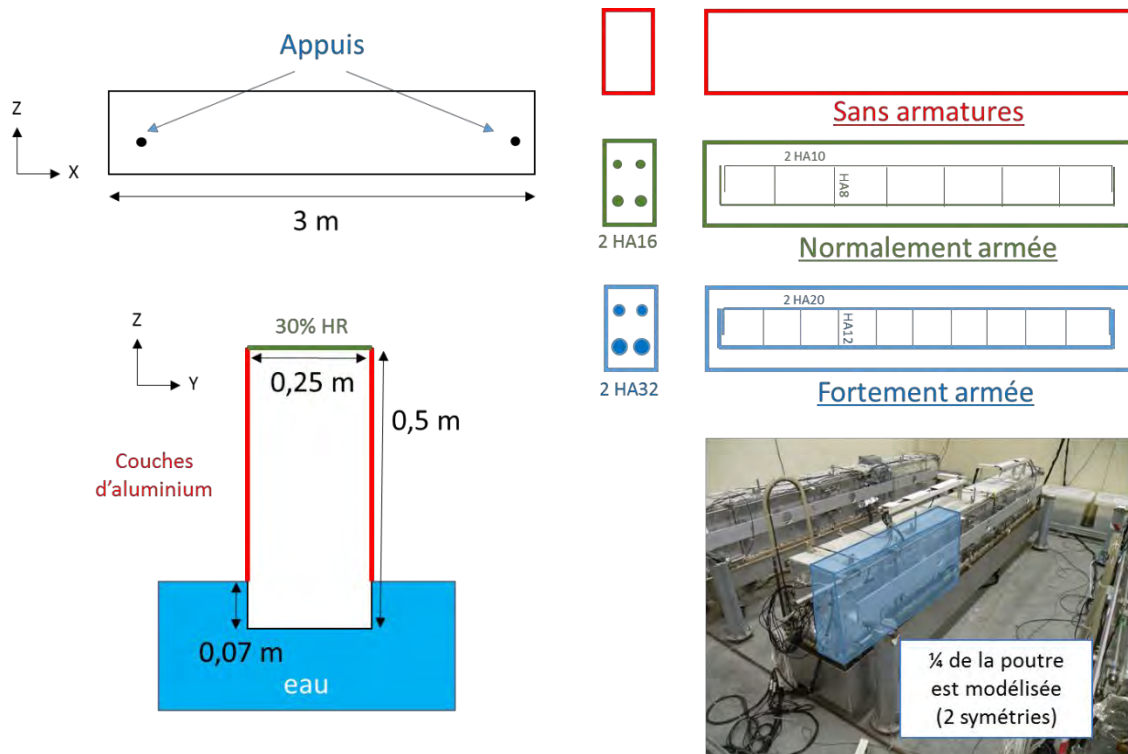 Appuis
Z
X
3 m
Sans armatures
2 HA10
HA8
2 HA16
Normalement armée
2 HA20
HA12
2 HA32
Fortement armée
Z
Y
30% HR
0,25 m
0,5 m
Couches
d'aluminium
0,07 m
eau
¼ de la poutre
est modélisée
(2 symétries)